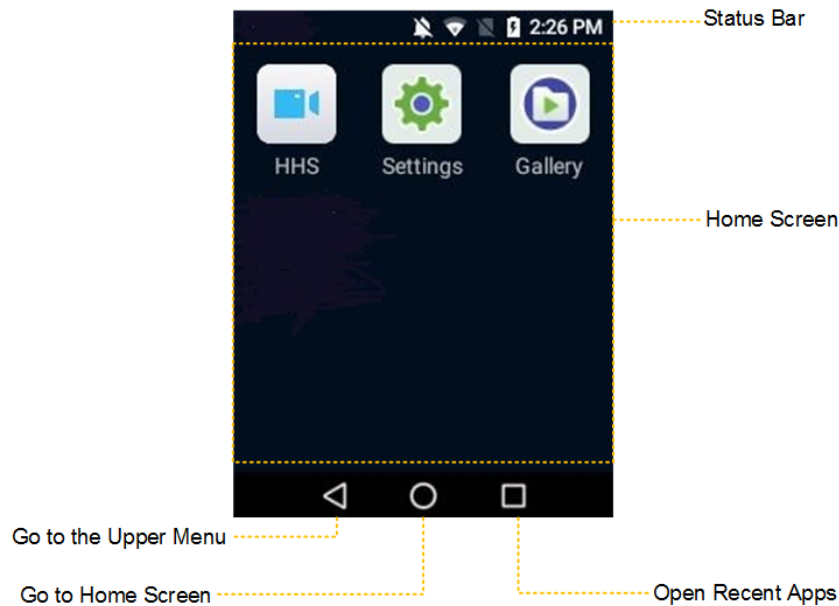 2:26 PM
Status Bar
HHS
Settings
Gallery
Home Screen
Go to the Upper Menu
Go to Home Screen
Open Recent Apps